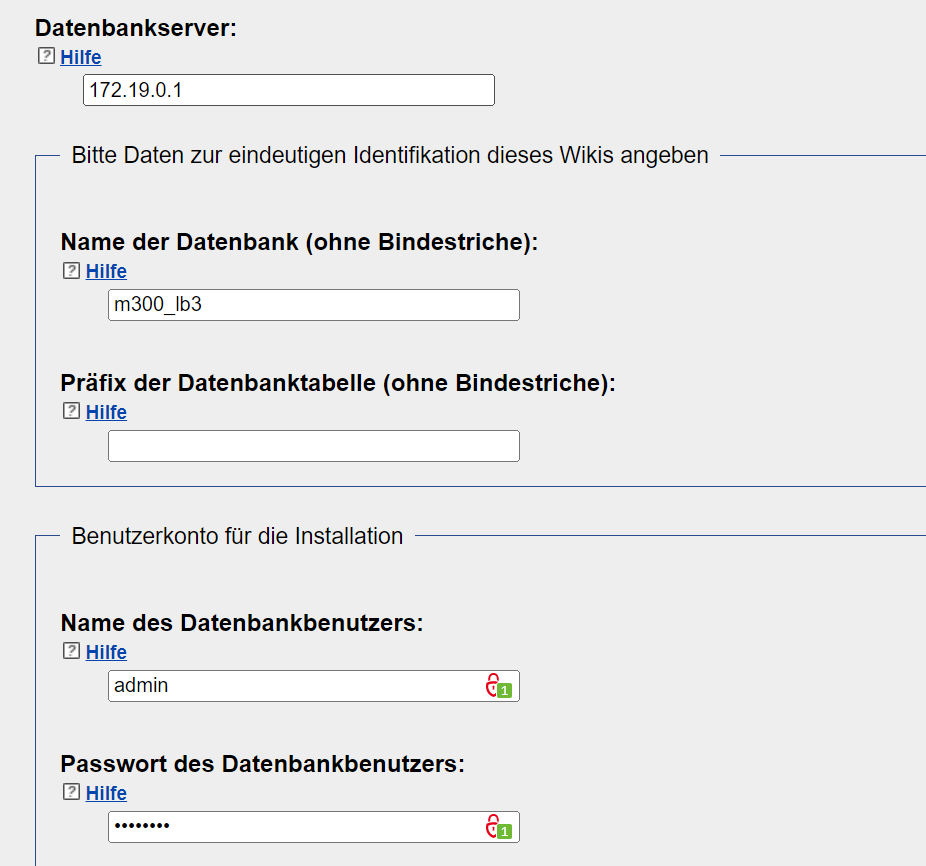 Datenbankserver:
? Hilfe
172.19.0.1
Bitte Daten zur eindeutigen Identifikation dieses Wikis angeben
Name der Datenbank (ohne Bindestriche):
? Hilfe
m300_lb3
Präfix der Datenbanktabelle (ohne Bindestriche):
? Hilfe
Benutzerkonto für die Installation
Name des Datenbankbenutzers:
? Hilfe
admin 1
Passwort des Datenbankbenutzers:
? Hilfe
•••••••• 1